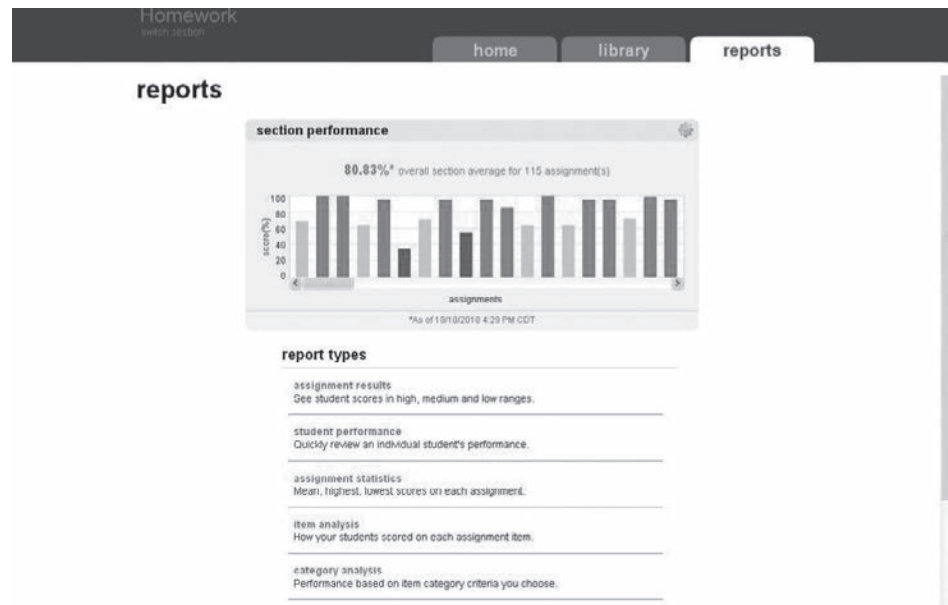 Homework
switch section
home
library
reports
reports
section performance
80.83%* overall section average for 115 assignment(s)
100
80
60
40
20
0
score(%)
assignments
*As of 10/10/2010 4:29 PM CDT
report types
assignment results
See student scores in high, medium and low ranges.
student performance
Quickly review an individual student's performance.
assignment statistics
Mean, highest, lowest scores on each assignment.
item analysis
How your students scored on each assignment item.
category analysis
Performance based on item category criteria you choose.